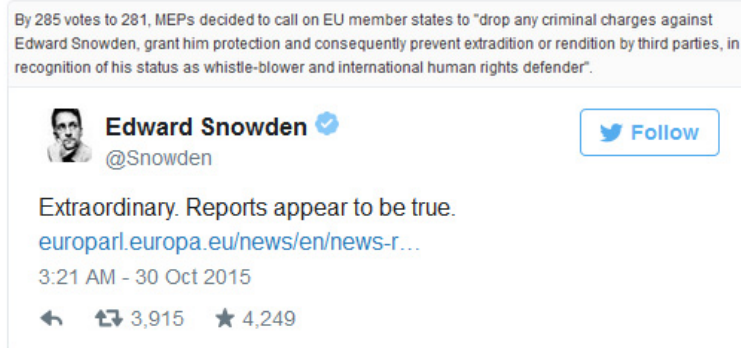 By 285 votes to 281, MEPs decided to call on EU member states to "drop any criminal charges against
Edward Snowden, grant him protection and consequently prevent extradition or rendition by third parties, in
recognition of his status as whistle-blower and international human rights defender".
Edward Snowden
@Snowden
Follow
Extraordinary. Reports appear to be true.
europarl.europa.eu/news/en/news-r…
3:21 AM - 30 Oct 2015
3,915 4,249